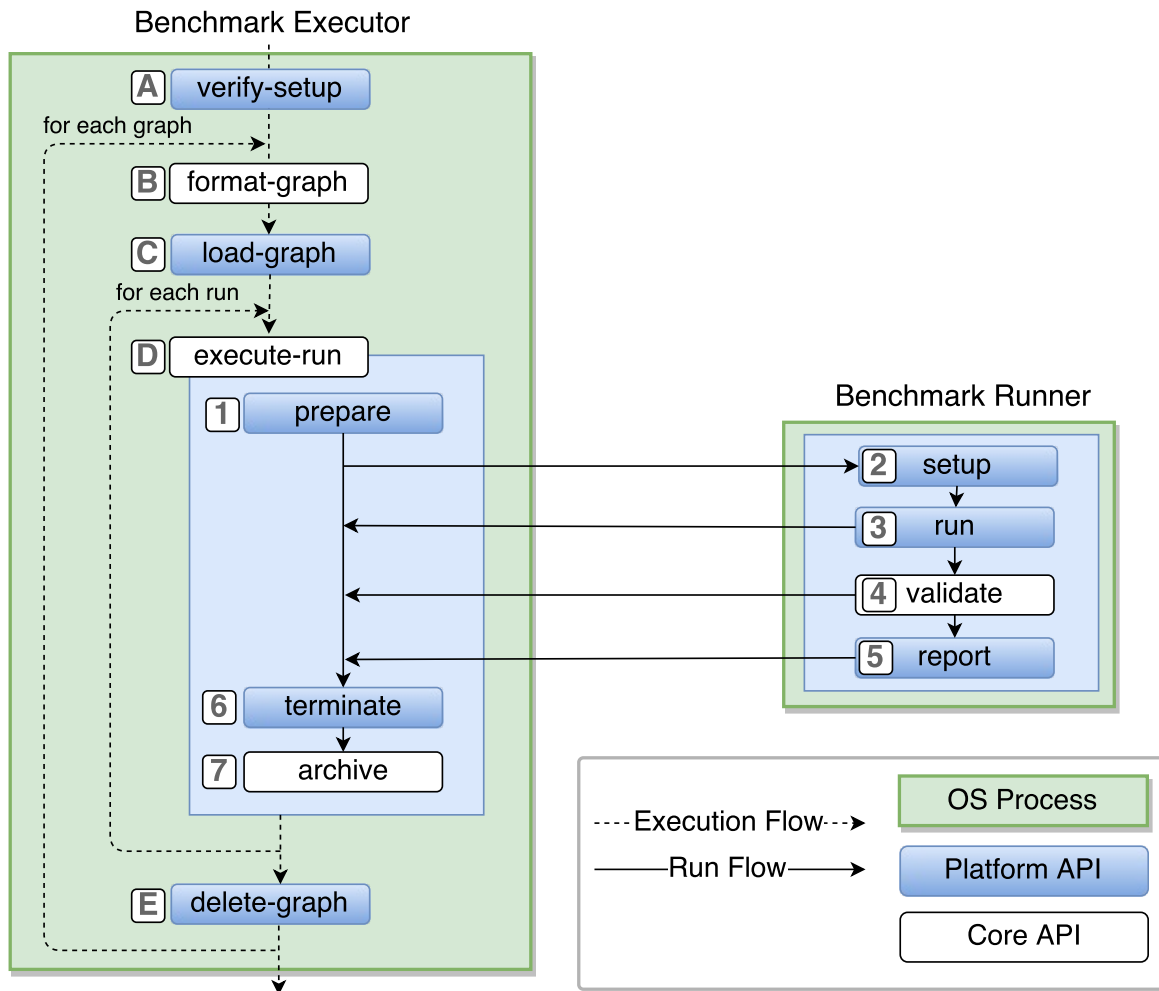 Benchmark Executor
A verify-setup
for each graph
B format-graph
C load-graph
for each run
D execute-run
1 prepare
Benchmark Runner
2 setup
3 run
4 validate
5 report
6 terminate
7 archive
E delete-graph
Execution Flow
Run Flow
OS Process
Platform API
Core API